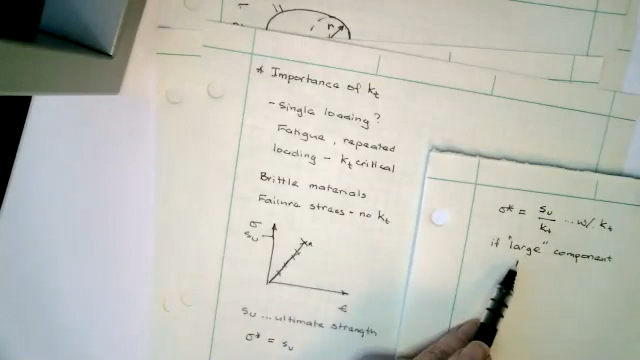 σ
r
* Importance of kt
- Single loading?
Fatigue, repeated
loading - kt critical
Brittle materials
Failure stress - no kt
σ
Su
ε
Su ... ultimate strength
σ* = Su
σ* = Su/kt ... w/ kt
if "large" component